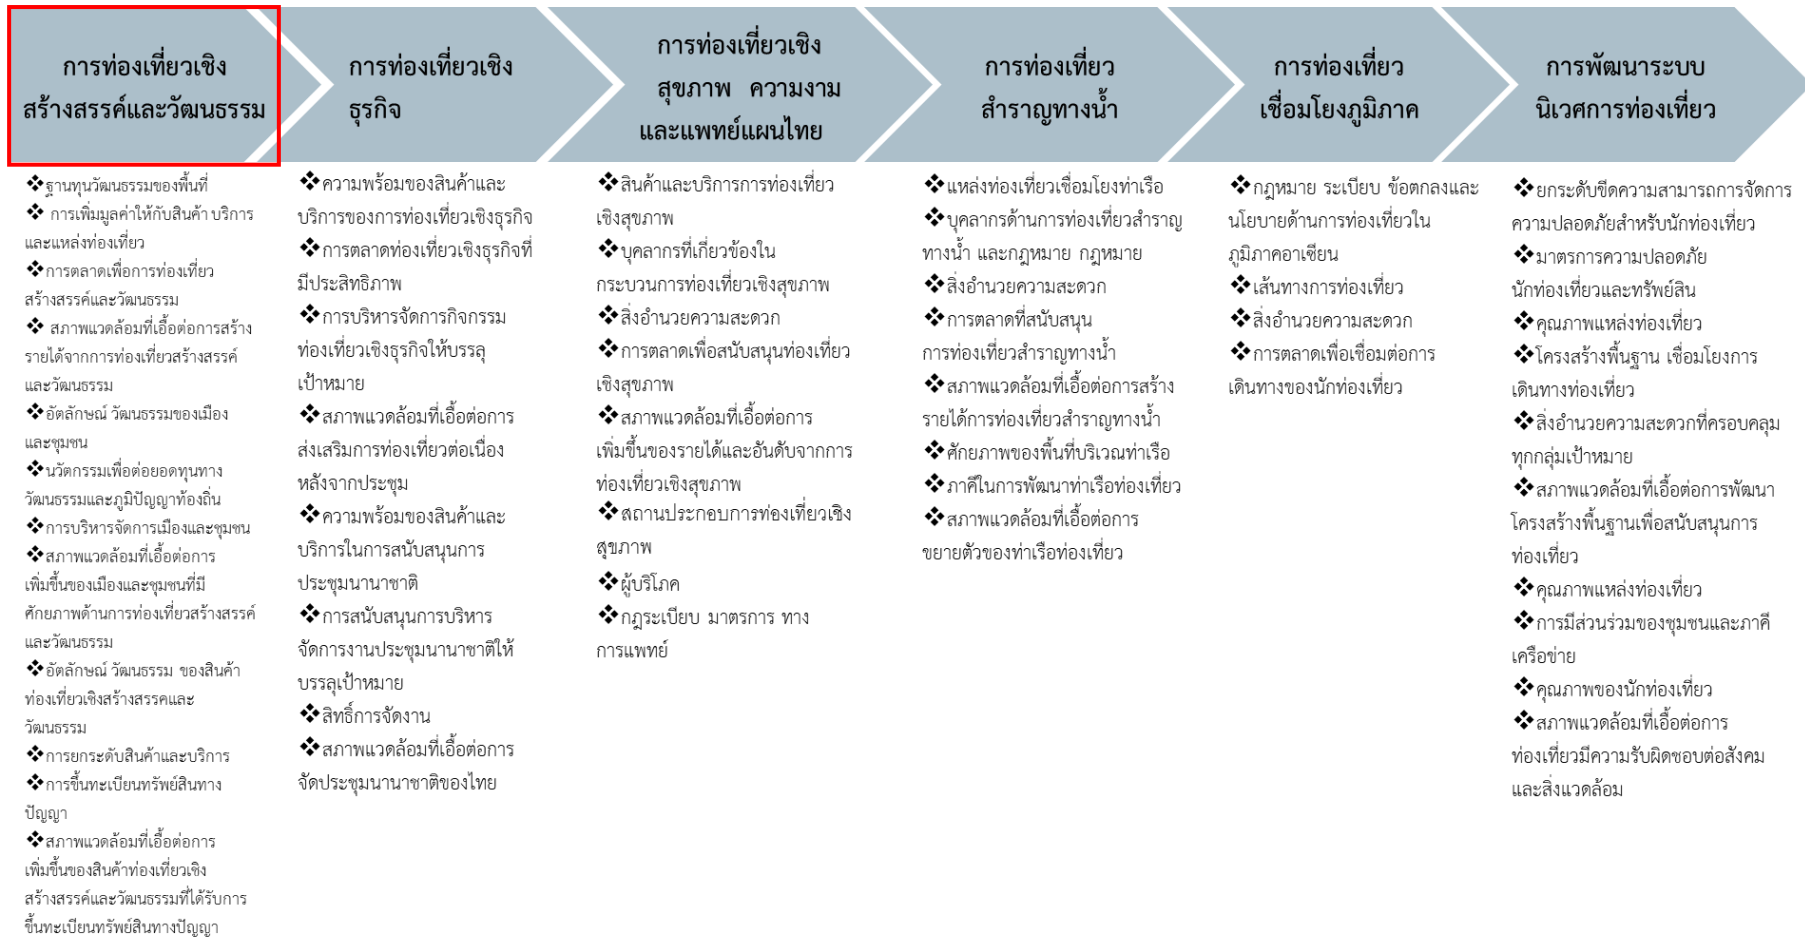 การท่องเที่ยวเชิง
สร้างสรรค์และวัฒนธรรม
❖ฐานทุนวัฒนธรรมของพื้นที่
❖ การเพิ่มมูลค่าให้กับสินค้า บริการ
และแหล่งท่องเที่ยว
❖การตลาดเพื่อการท่องเที่ยว
สร้างสรรค์และวัฒนธรรม
❖ สภาพแวดล้อมที่เอื้อต่อการสร้าง
รายได้จากการท่องเที่ยวสร้างสรรค์
และวัฒนธรรม
❖อัตลักษณ์ วัฒนธรรมของเมือง
และชุมชน
❖นวัตกรรมเพื่อต่อยอดทุนทาง
วัฒนธรรมและภูมิปัญญาท้องถิ่น
❖การบริหารจัดการเมืองและชุมชน
❖สภาพแวดล้อมที่เอื้อต่อการ
เพิ่มขึ้นของเมืองและชุมชนที่มี
ศักยภาพด้านการท่องเที่ยวสร้างสรรค์
และวัฒนธรรม
❖อัตลักษณ์ วัฒนธรรม ของสินค้า
ท่องเที่ยวเชิงสร้างสรรคและ
วัฒนธรรม
❖การยกระดับสินค้าและบริการ
❖การขึ้นทะเบียนทรัพย์สินทาง
ปัญญา
❖สภาพแวดล้อมที่เอื้อต่อการ
เพิ่มขึ้นของสินค้าท่องเที่ยวเชิง
สร้างสรรค์และวัฒนธรรมที่ได้รับการ
ขึ้นทะเบียนทรัพย์สินทางปัญญา
การท่องเที่ยวเชิง
ธุรกิจ
❖ความพร้อมของสินค้าและ
บริการของการท่องเที่ยวเชิงธุรกิจ
❖การตลาดท่องเที่ยวเชิงธุรกิจที่
มีประสิทธิภาพ
❖การบริหารจัดการกิจกรรม
ท่องเที่ยวเชิงธุรกิจให้บรรลุ
เป้าหมาย
❖สภาพแวดล้อมที่เอื้อต่อการ
ส่งเสริมการท่องเที่ยวต่อเนื่อง
หลังจากประชุม
❖ความพร้อมของสินค้าและ
บริการในการสนับสนุนการ
ประชุมนานาชาติ
❖การสนับสนุนการบริหาร
จัดการงานประชุมนานาชาติให้
บรรลุเป้าหมาย
❖สิทธิ์การจัดงาน
❖สภาพแวดล้อมที่เอื้อต่อการ
จัดประชุมนานาชาติของไทย
การท่องเที่ยวเชิง
สุขภาพ ความงาม
และแพทย์แผนไทย
❖สินค้าและบริการการท่องเที่ยว
เชิงสุขภาพ
❖บุคลากรที่เกี่ยวข้องใน
กระบวนการท่องเที่ยวเชิงสุขภาพ
❖สิ่งอำนวยความสะดวก
❖การตลาดเพื่อสนับสนุนท่องเที่ยว
เชิงสุขภาพ
❖สภาพแวดล้อมที่เอื้อต่อการ
เพิ่มขึ้นของรายได้และอันดับจากการ
ท่องเที่ยวเชิงสุขภาพ
❖สถานประกอบการท่องเที่ยวเชิง
สุขภาพ
❖ผู้บริโภค
❖กฎระเบียบ มาตรการ ทาง
การแพทย์
การท่องเที่ยว
สำราญทางน้ำ
❖แหล่งท่องเที่ยวเชื่อมโยงท่าเรือ
❖บุคลากรด้านการท่องเที่ยวสำราญ
ทางน้ำ และกฎหมาย กฎหมาย
❖สิ่งอำนวยความสะดวก
❖การตลาดที่สนับสนุน
การท่องเที่ยวสำราญทางน้ำ
❖สภาพแวดล้อมที่เอื้อต่อการสร้าง
รายได้การท่องเที่ยวสำราญทางน้ำ
❖ศักยภาพของพื้นที่บริเวณท่าเรือ
❖ภาคีในการพัฒนาท่าเรือท่องเที่ยว
❖สภาพแวดล้อมที่เอื้อต่อการ
ขยายตัวของท่าเรือท่องเที่ยว
การท่องเที่ยว
เชื่อมโยงภูมิภาค
❖กฎหมาย ระเบียบ ข้อตกลงและ
นโยบายด้านการท่องเที่ยวใน
ภูมิภาคอาเซียน
❖เส้นทางการท่องเที่ยว
❖สิ่งอำนวยความสะดวก
❖การตลาดเพื่อเชื่อมต่อการ
เดินทางของนักท่องเที่ยว
การพัฒนาระบบ
นิเวศการท่องเที่ยว
❖ยกระดับขีดความสามารถการจัดการ
ความปลอดภัยสำหรับนักท่องเที่ยว
❖มาตรการความปลอดภัย
นักท่องเที่ยวและทรัพย์สิน
❖คุณภาพแหล่งท่องเที่ยว
❖โครงสร้างพื้นฐาน เชื่อมโยงการ
เดินทางท่องเที่ยว
❖สิ่งอำนวยความสะดวกที่ครอบคลุม
ทุกกลุ่มเป้าหมาย
❖สภาพแวดล้อมที่เอื้อต่อการพัฒนา
โครงสร้างพื้นฐานเพื่อสนับสนุนการ
ท่องเที่ยว
❖คุณภาพแหล่งท่องเที่ยว
❖การมีส่วนร่วมของชุมชนและภาคี
เครือข่าย
❖คุณภาพของนักท่องเที่ยว
❖สภาพแวดล้อมที่เอื้อต่อการ
ท่องเที่ยวมีความรับผิดชอบต่อสังคม
และสิ่งแวดล้อม